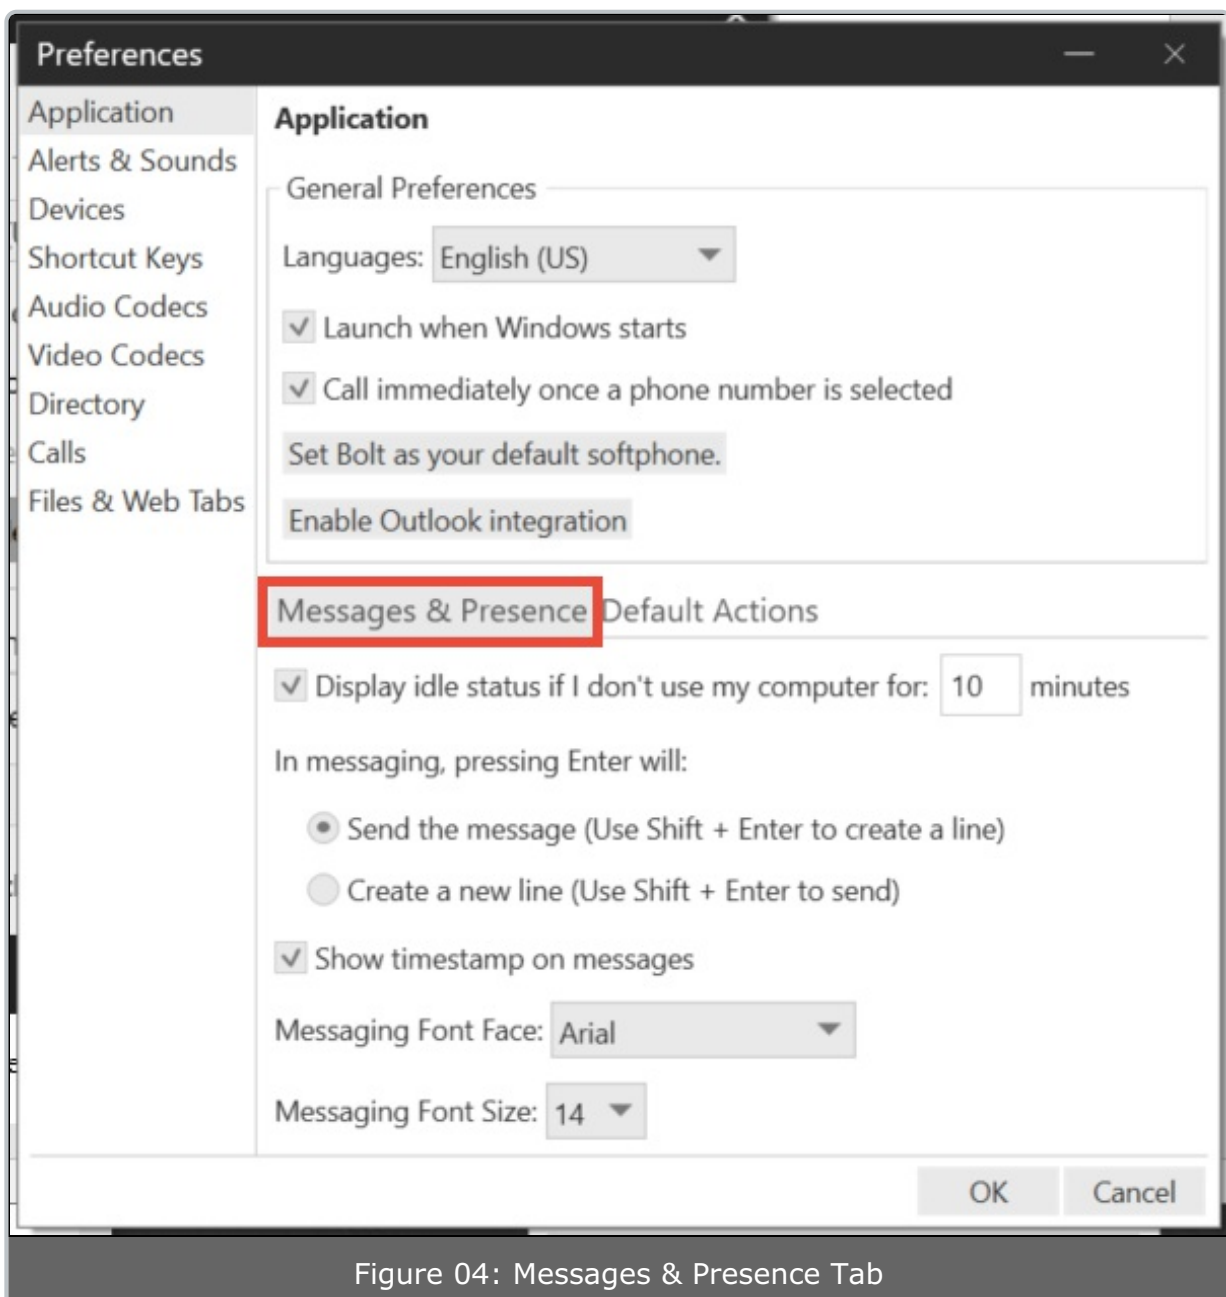 Preferences
Application
Alerts & Sounds
Devices
Shortcut Keys
Audio Codecs
Video Codecs
Directory
Calls
Files & Web Tabs
Application
General Preferences
Languages: English (US)
Launch when Windows starts
Call immediately once a phone number is selected
Set Bolt as your default softphone.
Enable Outlook integration
Messages & Presence Default Actions
Display idle status if I don't use my computer for: 10 minutes
In messaging, pressing Enter will:
Send the message (Use Shift + Enter to create a line)
Create a new line (Use Shift + Enter to send)
Show timestamp on messages
Messaging Font Face: Arial
Messaging Font Size: 14
OK Cancel
Figure 04: Messages & Presence Tab